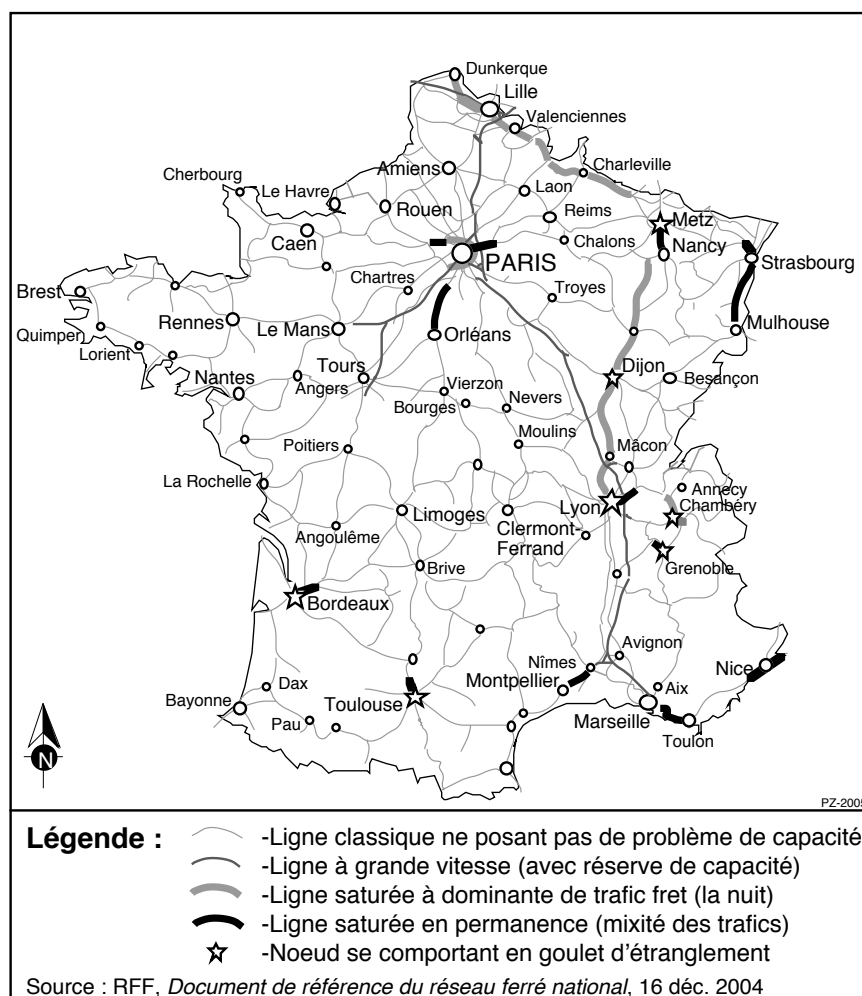 Dunkerque
Lille
Valenciennes
Cherbourg
Charleville
Amiens
Le Havre
Laon
Rouen
Reims
Metz
Caen
Chalons
Nancy
PARIS
Strasbourg
Chartres
Troyes
Brest
Rennes
Le Mans
Orléans
Mulhouse
Quimper
Lorient
Tours
Dijon
Nantes
Angers
Vierzon
Besançon
Bourges
Nevers
Moulins
Poitiers
Mâcon
La Rochelle
Annecy
Lyon
Chambéry
Limoges
Clermont-
Ferrand
Angoulême
Brive
Grenoble
Bordeaux
Avignon
Nîmes
Nice
Montpellier
Dax
Aix
Bayonne
Toulouse
Marseille
Pau
Toulon
N
PZ-2005
Légende :
-Ligne classique ne posant pas de problème de capacité
-Ligne à grande vitesse (avec réserve de capacité)
-Ligne saturée à dominante de trafic fret (la nuit)
-Ligne saturée en permanence (mixité des trafics)
-Noeud se comportant en goulet d'étranglement
Source : RFF, Document de référence du réseau ferré national, 16 déc. 2004